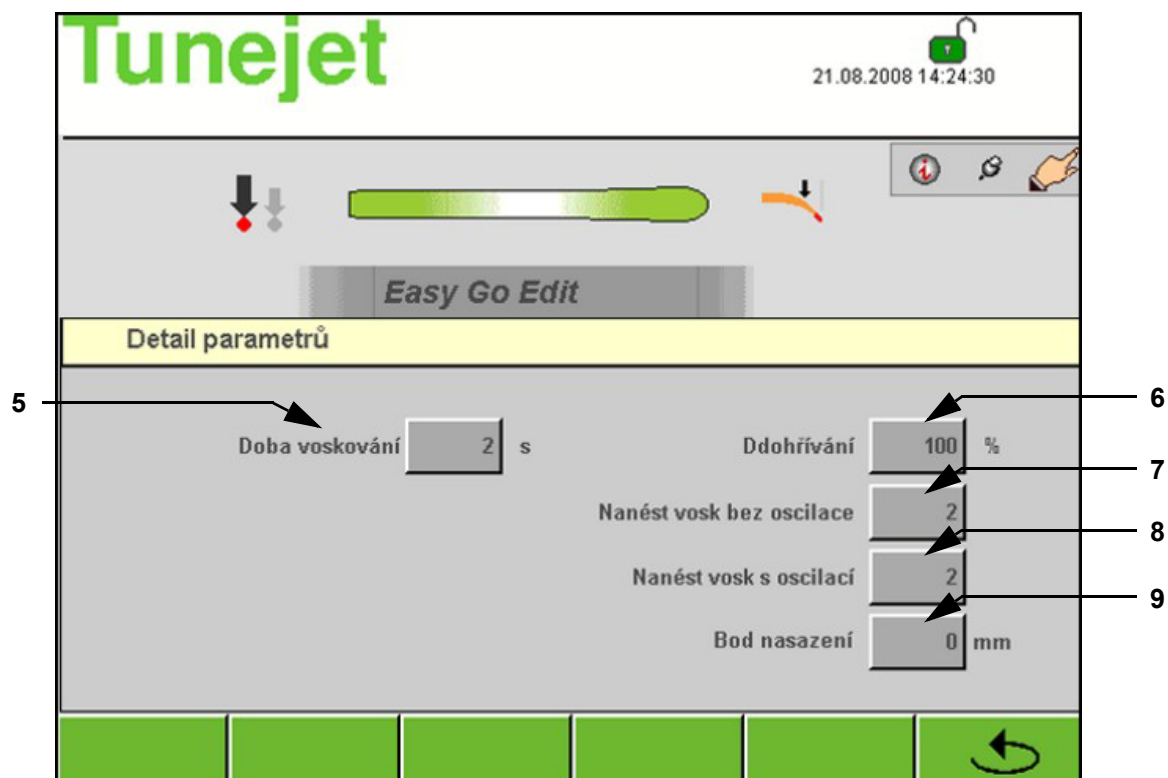 Tunejet
21.08.2008 14:24:30
Easy Go Edit
Detail parametrů
5
Doba voskování 2 s
Ddohřívání 100 %
6
Nanést vosk bez oscilace 2
7
Nanést vosk s oscilací 2
8
Bod nasazení 0 mm
9